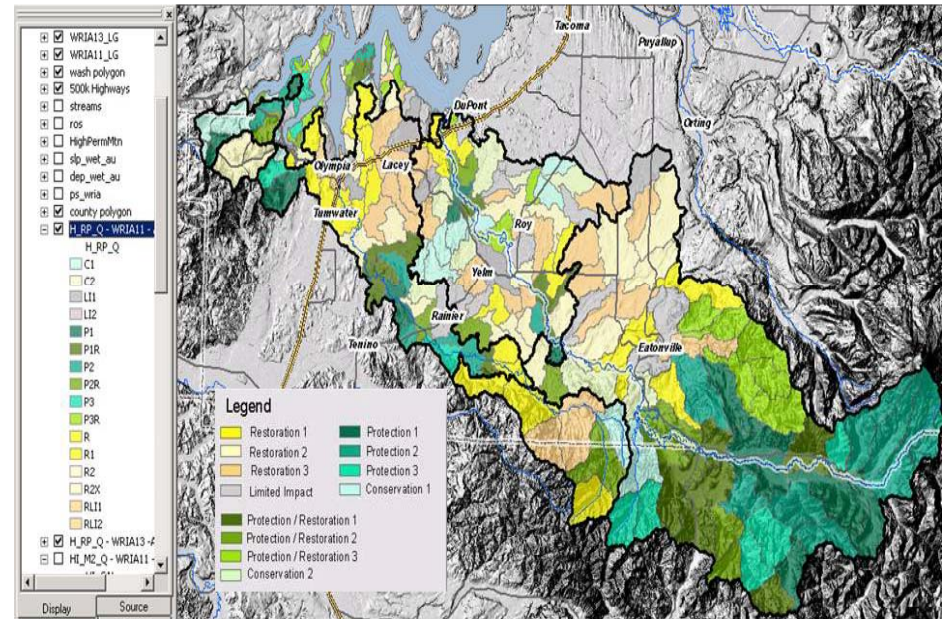 WRIA13_LG
WRIA11_LG
wash polygon
500k Highways
streams
ros
HighPermMtn
slp_wet_au
dep_wet_au
ps_wria
county polygon
H_RP_Q - WRIA11 - A
H_RP_Q
C1
C2
LI1
LI2
P1
P1R
P2
P2R
P3
P3R
R
R1
R2
R2X
RLI1
RLI2
H_RP_Q - WRIA13 -A
HI_M2_Q - WRIA11 -
Display
Source
Tacoma
Puyallup
DuPont
Orting
Olympia
Lacey
Tumwater
Roy
Yelm
Rainier
Tenino
Eatonville
Legend
Restoration 1
Restoration 2
Restoration 3
Limited Impact
Protection 1
Protection 2
Protection 3
Conservation 1
Protection / Restoration 1
Protection / Restoration 2
Protection / Restoration 3
Conservation 2